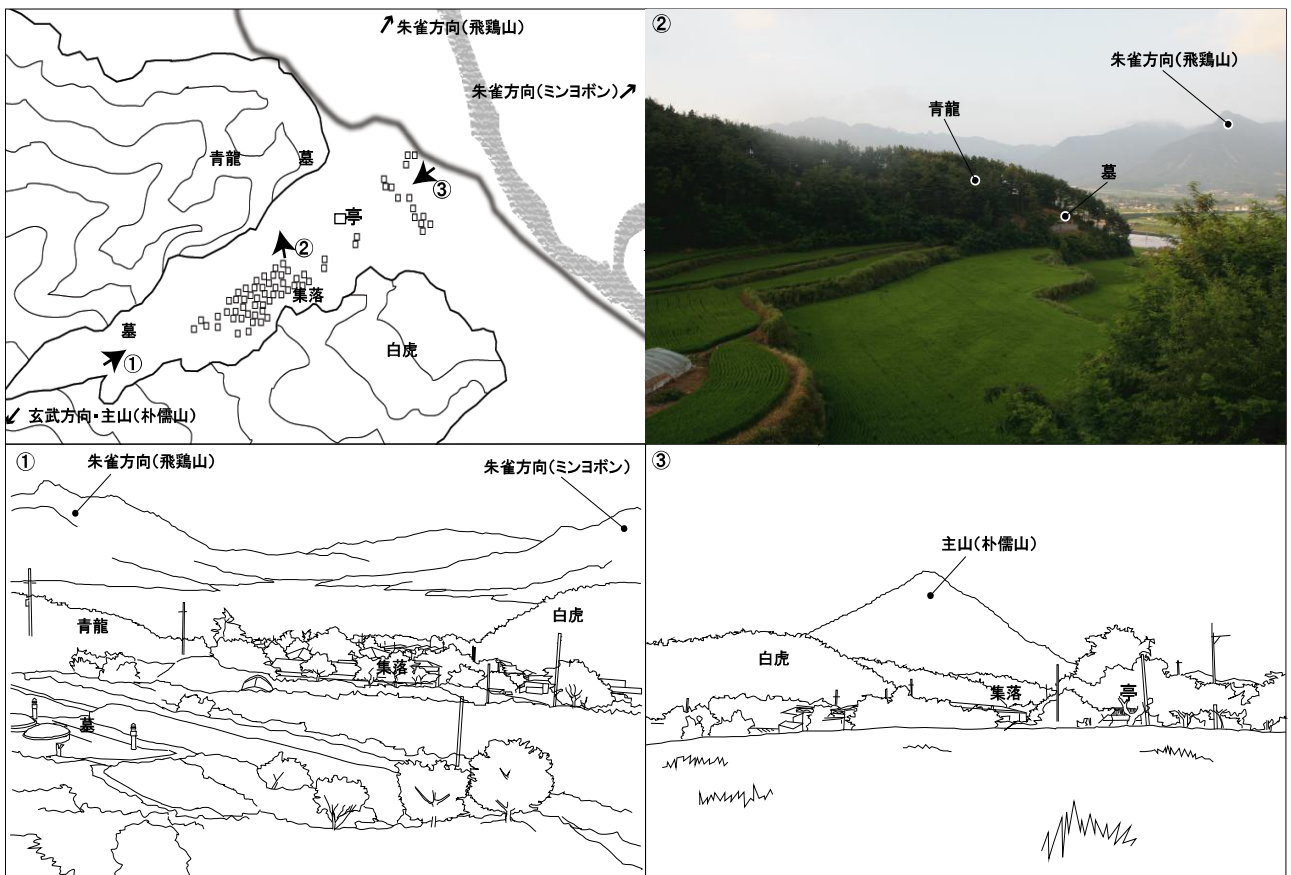 朱雀方向(飛鶏山)
朱雀方向(ミンヨボン)
青龍
墓
③
亭
②
集落
墓
①
白虎
玄武方向・主山(朴儒山)
②
朱雀方向(飛鶏山)
青龍
墓
①
朱雀方向(飛鶏山)
朱雀方向(ミンヨボン)
白虎
青龍
集落
墓
③
主山(朴儒山)
白虎
集落
亭